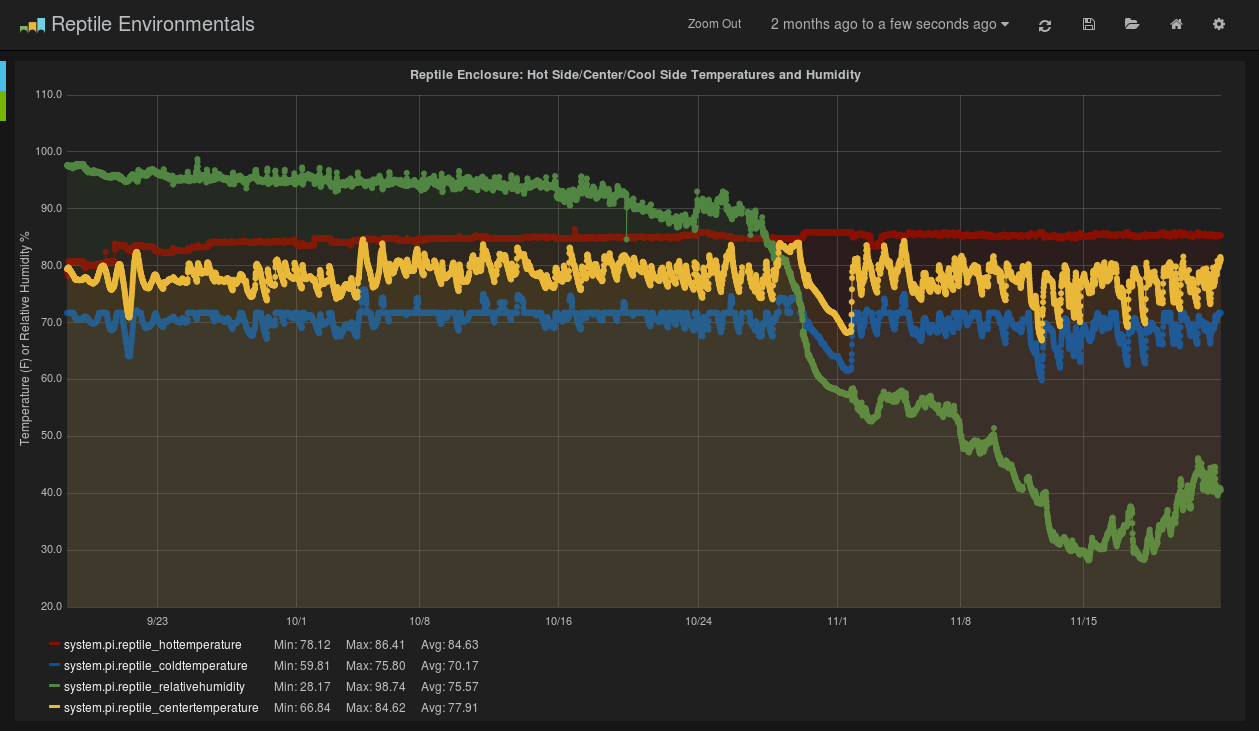 Reptile Environmentals
Zoom Out 2 months ago to a few seconds ago
Reptile Enclosure: Hot Side/Center/Cool Side Temperatures and Humidity
Temperature (F) or Relative Humidity %
110.0
100.0
90.0
80.0
70.0
60.0
50.0
40.0
30.0
20.0
9/23 10/1 10/8 10/16 10/24 11/1 11/8 11/15
system.pi.reptile_hottemperature Min: 78.12 Max: 86.41 Avg: 84.63
system.pi.reptile_coldtemperature Min: 59.81 Max: 75.80 Avg: 70.17
system.pi.reptile_relativehumidity Min: 28.17 Max: 98.74 Avg: 75.57
system.pi.reptile_centertemperature Min: 66.84 Max: 84.62 Avg: 77.91